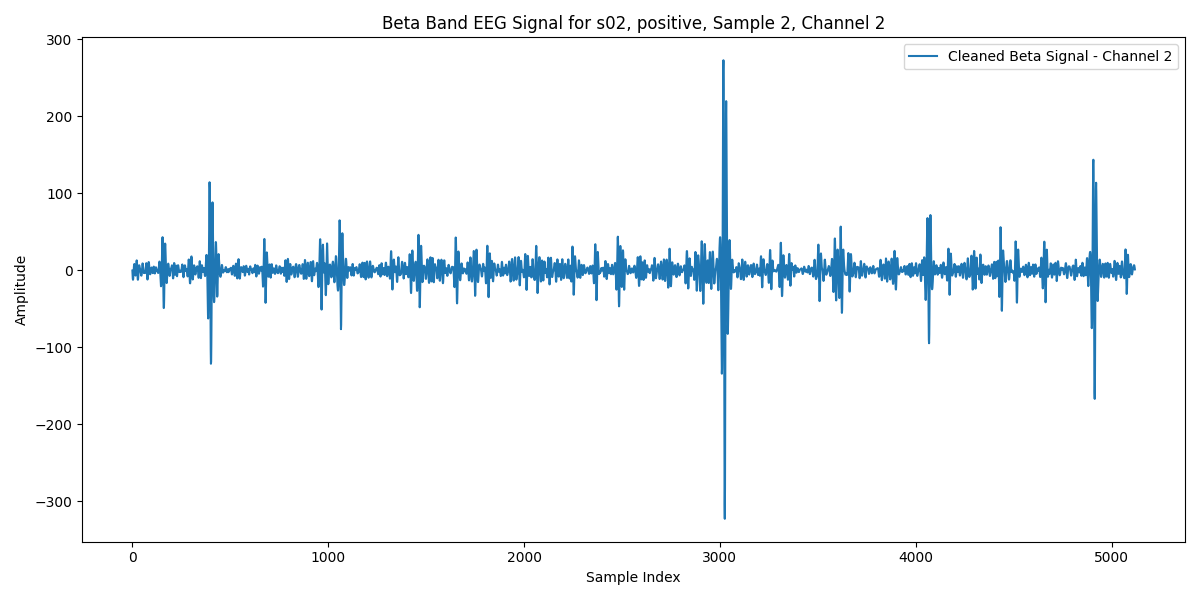 Beta Band EEG Signal for s02, positive, Sample 2, Channel 2
Cleaned Beta Signal - Channel 2
Amplitude
300
200
100
0
−100
−200
−300
0 1000 2000 3000 4000 5000
Sample Index